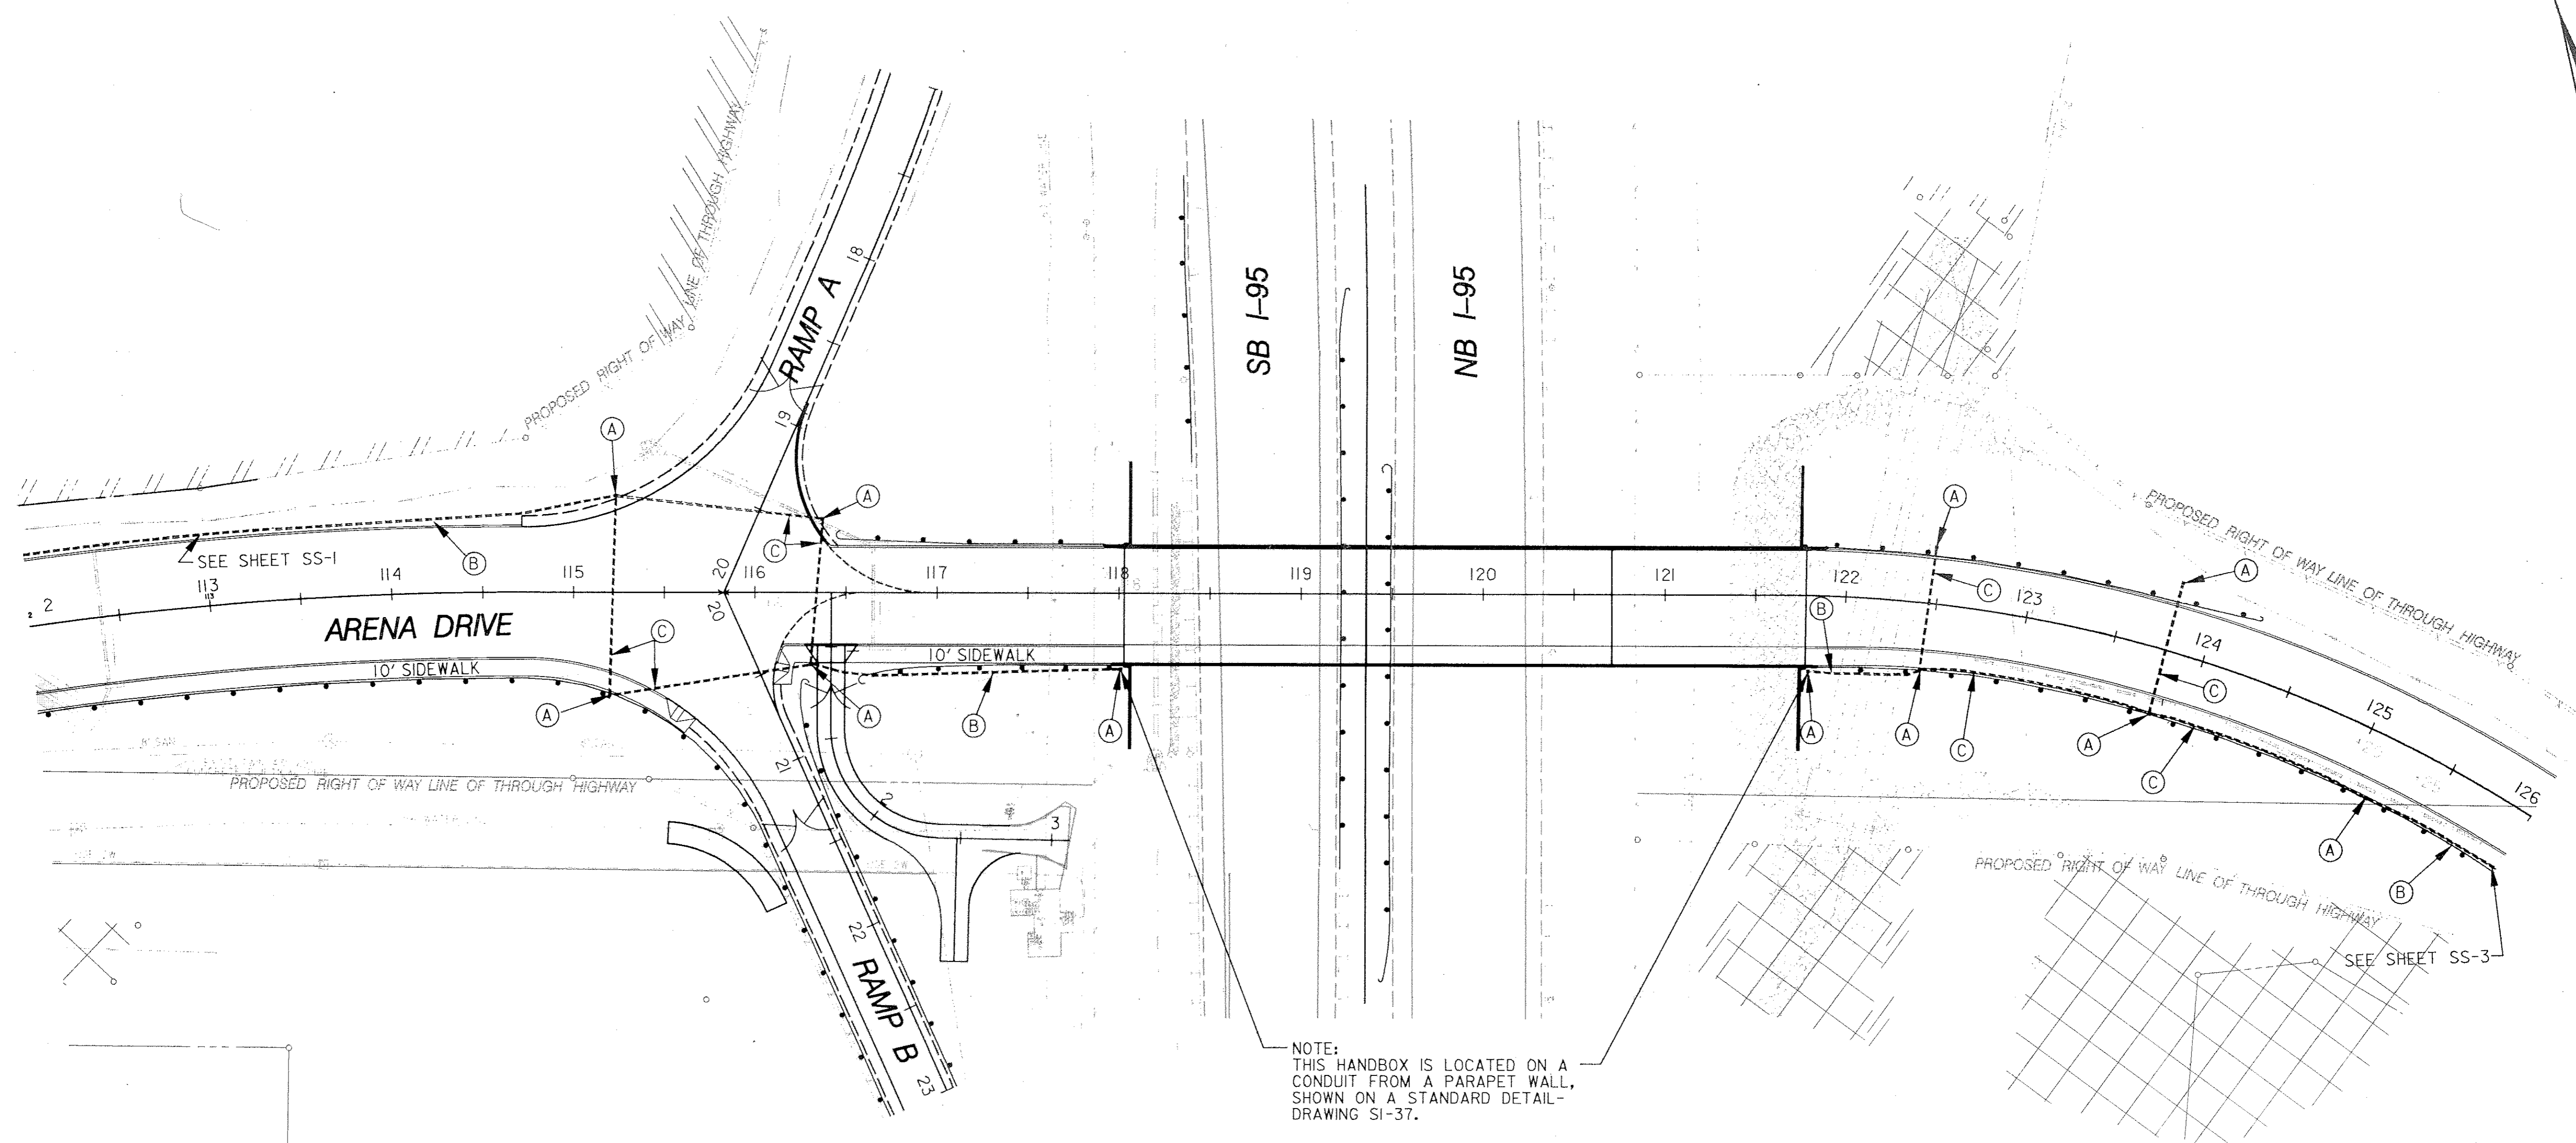 PROPOSED RIGHT OF WAY LINE OF THROUGH HIGHWAY
RAMP A
18
19
SB I-95
NB I-95
A
A
A
A
PROPOSED RIGHT OF WAY LINE OF THROUGH HIGHWAY
SEE SHEET SS-1
B
C
C
C
2
2
113
113
114
115
20
116
117
118
119
120
121
122
123
124
125
126
20
B
ARENA DRIVE
C
10' SIDEWALK
10' SIDEWALK
A
A
B
A
A
A
C
A
C
C
A
B
21
2
3
PROPOSED RIGHT OF WAY LINE OF THROUGH HIGHWAY
PROPOSED RIGHT OF WAY LINE OF THROUGH HIGHWAY
22
RAMP B
23
SEE SHEET SS-3
NOTE:
THIS HANDBOX IS LOCATED ON A
CONDUIT FROM A PARAPET WALL,
SHOWN ON A STANDARD DETAIL-
DRAWING SI-37.